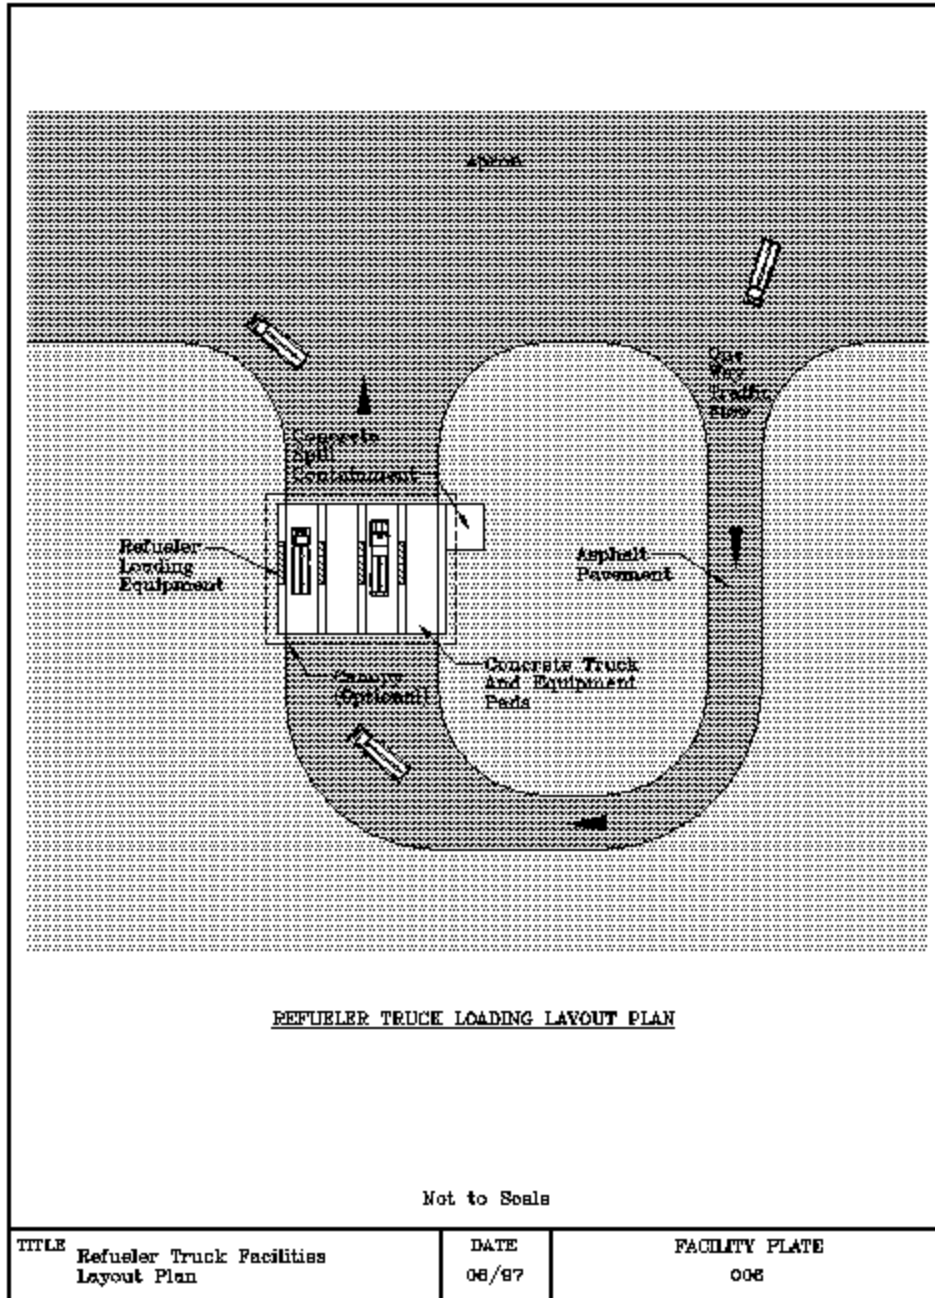 Apron
One
Way
Traffic
Flow
Concrete
Spill
Containment
Refueler
Loading
Equipment
Asphalt
Pavement
Canopy
(Optional)
Concrete Truck
And Equipment
Pads
REFUELER TRUCK LOADING LAYOUT PLAN
Not to Scale
TITLE
Refueler Truck Facilities
Layout Plan
DATE
06/97
FACILITY PLATE